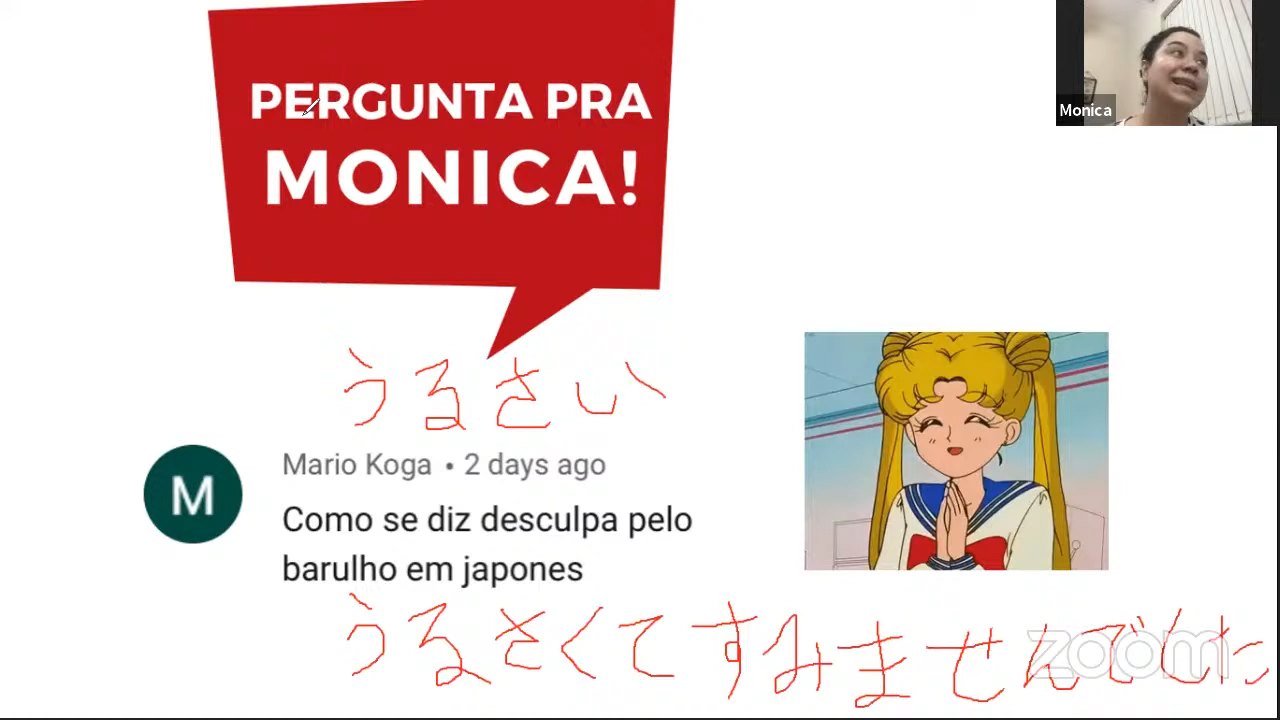 PERGUNTA PRA
MONICA!
Monica
うるさい
M
Mario Koga • 2 days ago
Como se diz desculpa pelo
barulho em japones
うるさくてすみませんでした
zoom